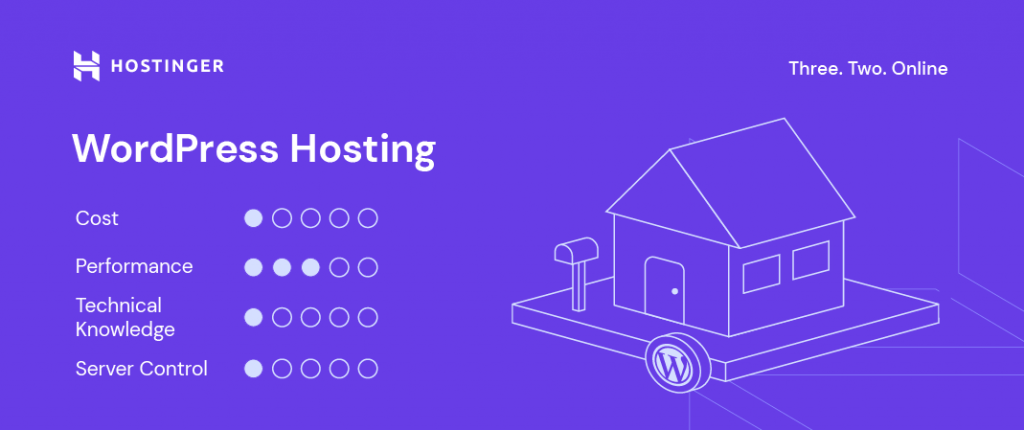 HOSTINGER
Three. Two. Online
WordPress Hosting
Cost
Performance
Technical
Knowledge
Server Control